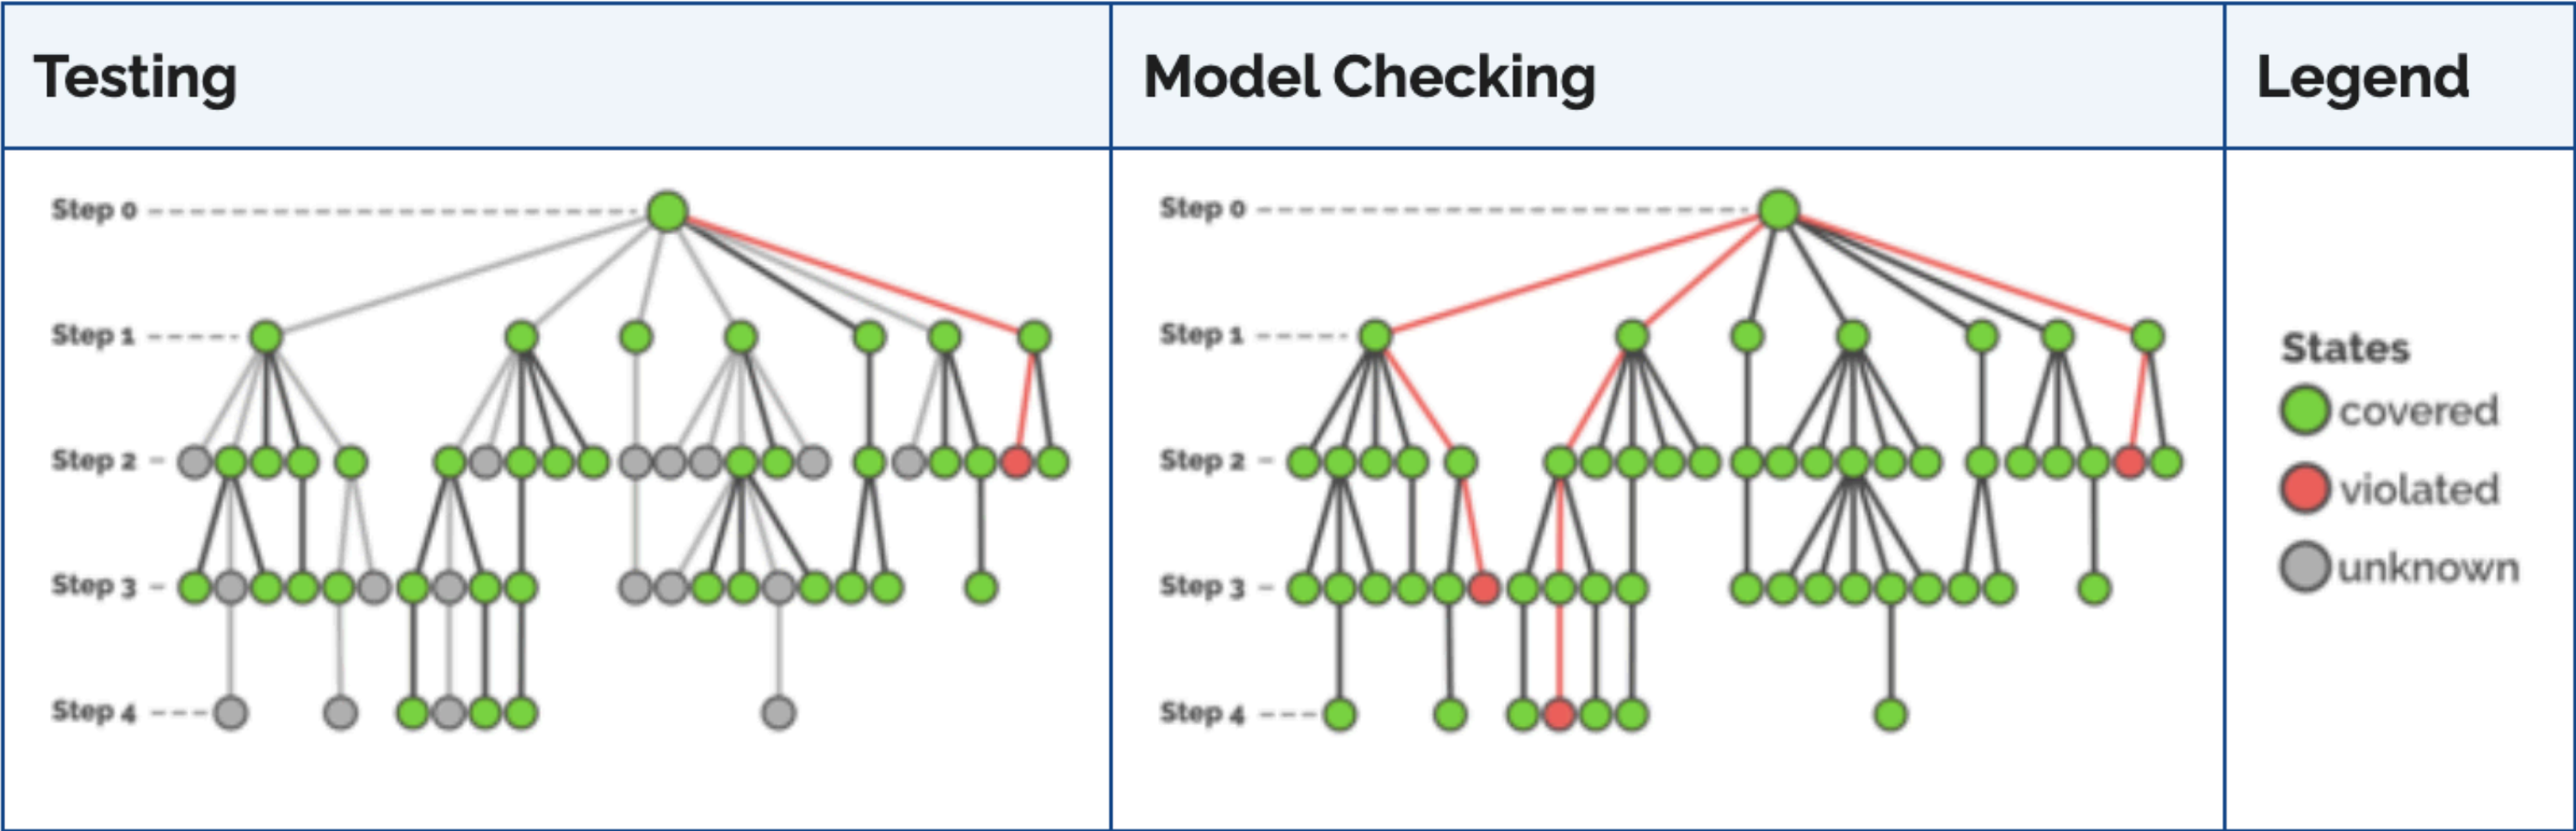 Testing
Model Checking
Legend
Step 0
Step 1
Step 2
Step 3
Step 4
Step 0
Step 1
Step 2
Step 3
Step 4
States
covered
violated
unknown